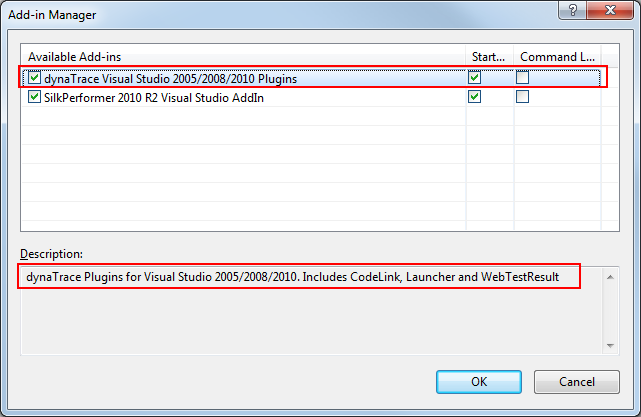 Add-in Manager
Available Add-ins Start... Command L...
dynaTrace Visual Studio 2005/2008/2010 Plugins
SilkPerformer 2010 R2 Visual Studio AddIn
Description:
dynaTrace Plugins for Visual Studio 2005/2008/2010. Includes CodeLink, Launcher and WebTestResult
OK Cancel